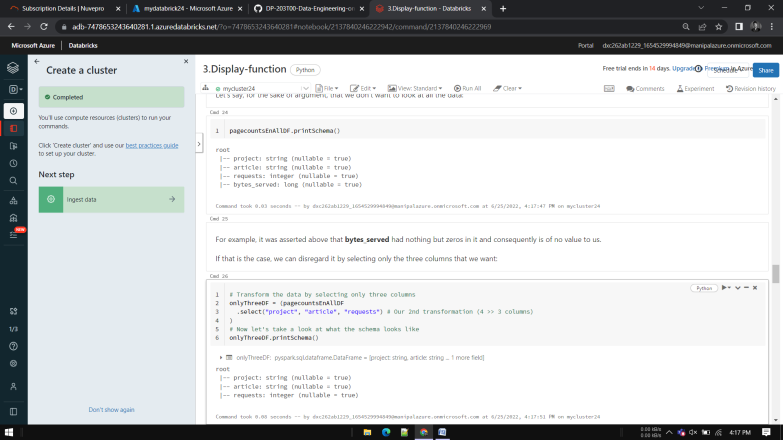 Subscription Details | Nuvepro
mydatabrick24 - Microsoft Azure
DP-203T00-Data-Engineering-on
3.Display-function - Databricks
adb-7478653243640281.1.azuredatabricks.net/?o=7478653243640281#notebook/2137840246222942/command/2137840246222969
Microsoft Azure | Databricks
Portal dxc262ab1229_1654529994849@manipalazure.onmicrosoft.com
Create a cluster
Completed
You'll use compute resources (clusters) to run your
commands.
Click 'Create cluster' and use our best practices guide
to set up your cluster.
Next step
Ingest data
Don't show again
NEW
1/3
3.Display-function Python
Free trial ends in 14 days. Upgrade to Premium in Azure
Schedule
Share
mycluster24 File Edit View: Standard Run All Clear
Comments Experiment Revision history
Let's say, for the sake of argument, that we don't want to look at all the data.
Cmd 24
1 pagecountsEnAllDF.printSchema()
root
|-- project: string (nullable = true)
|-- article: string (nullable = true)
|-- requests: integer (nullable = true)
|-- bytes_served: long (nullable = true)
Command took 0.03 seconds -- by dxc262ab1229_1654529994849@manipalazure.onmicrosoft.com at 6/25/2022, 4:17:47 PM on mycluster24
Cmd 25
For example, it was asserted above that bytes_served had nothing but zeros in it and consequently is of no value to us.
If that is the case, we can disregard it by selecting only the three columns that we want:
Cmd 26
Python
1 # Transform the data by selecting only three columns
2 onlyThreeDF = (pagecountsEnAllDF
3 .select("project", "article", "requests") # Our 2nd transformation (4 >> 3 columns)
4 )
5 # Now let's take a look at what the schema looks like
6 onlyThreeDF.printSchema()
onlyThreeDF: pyspark.sql.dataframe.DataFrame = [project: string, article: string ... 1 more field]
root
|-- project: string (nullable = true)
|-- article: string (nullable = true)
|-- requests: integer (nullable = true)
Command took 0.08 seconds -- by dxc262ab1229_1654529994849@manipalazure.onmicrosoft.com at 6/25/2022, 4:17:51 PM on mycluster24
0.00 kB/s
0.00 kB/s
4:17 PM